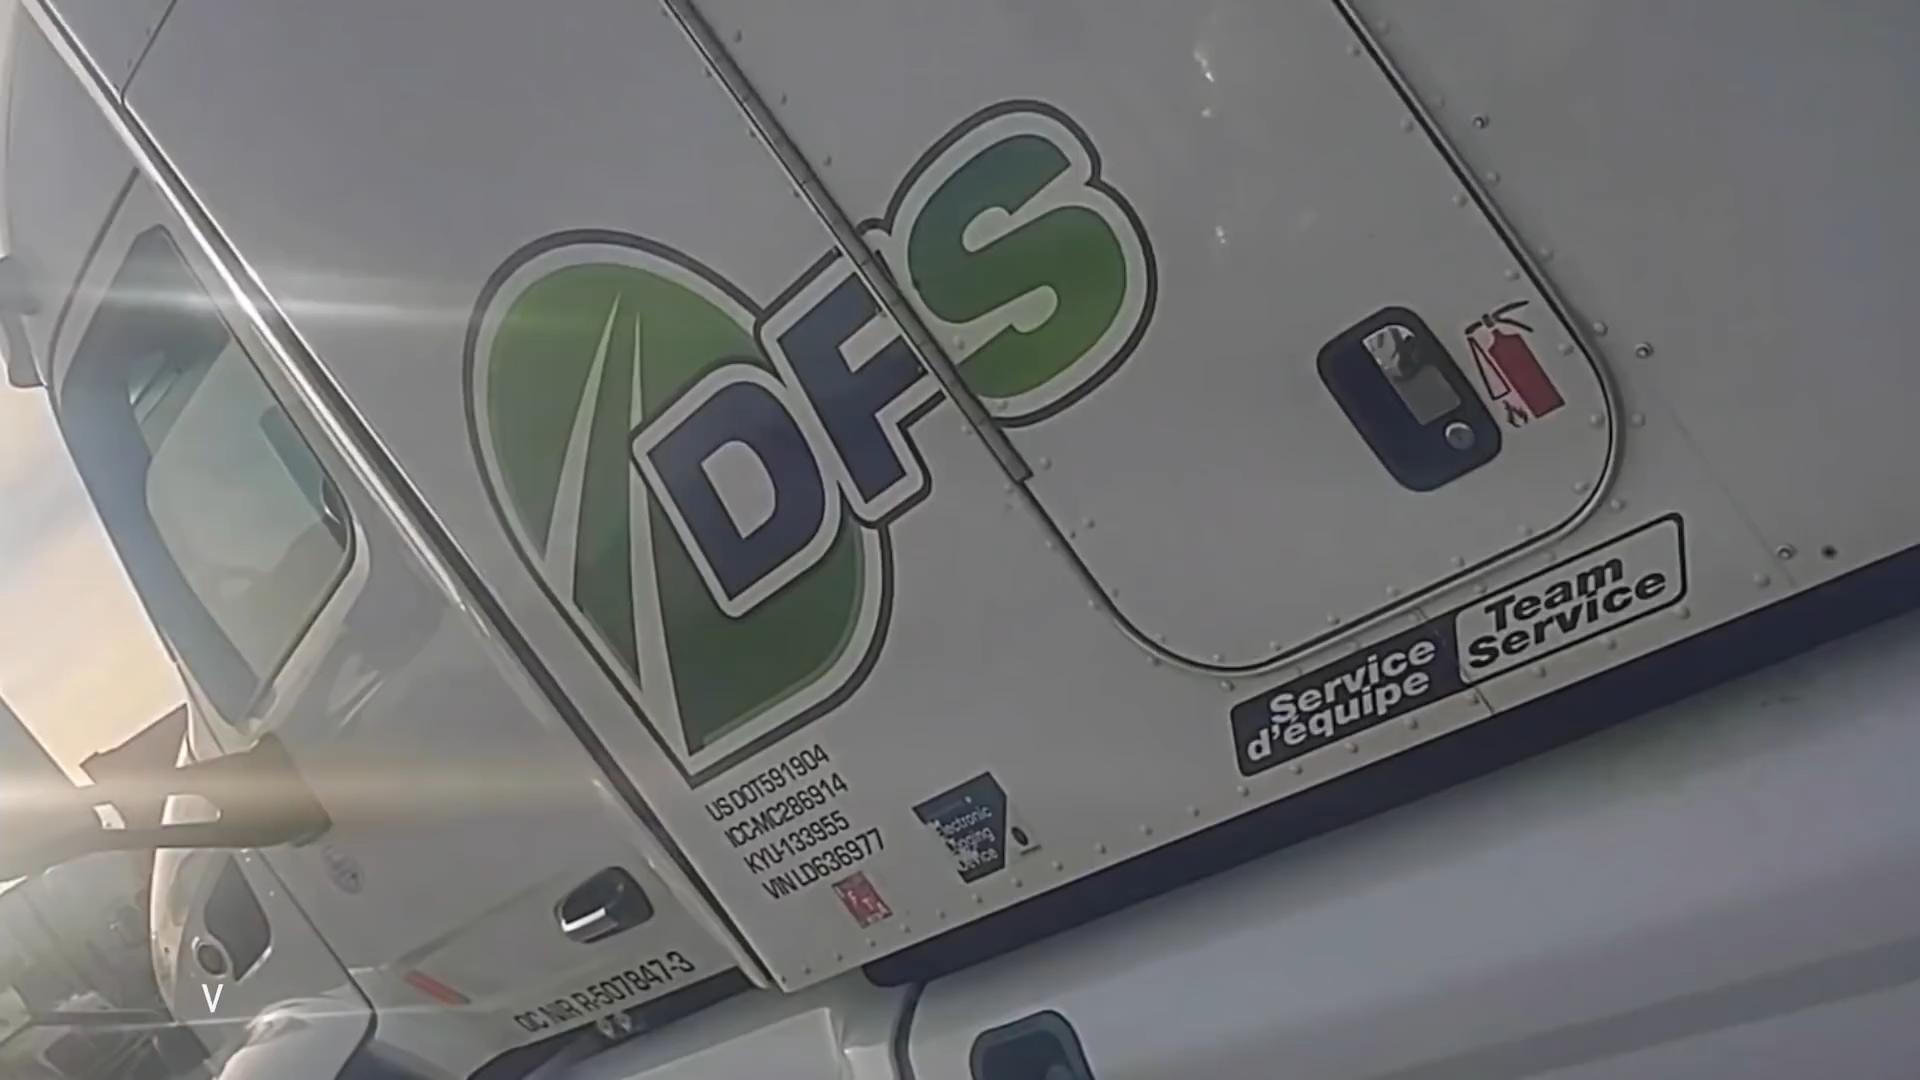 DFS
Service
d'équipe
Team
Service
US DOT591904
ICC-MC286914
KYU-133955
VIN LD636977
Electronic
Logging
Device
QC NIR R-507847-3
V